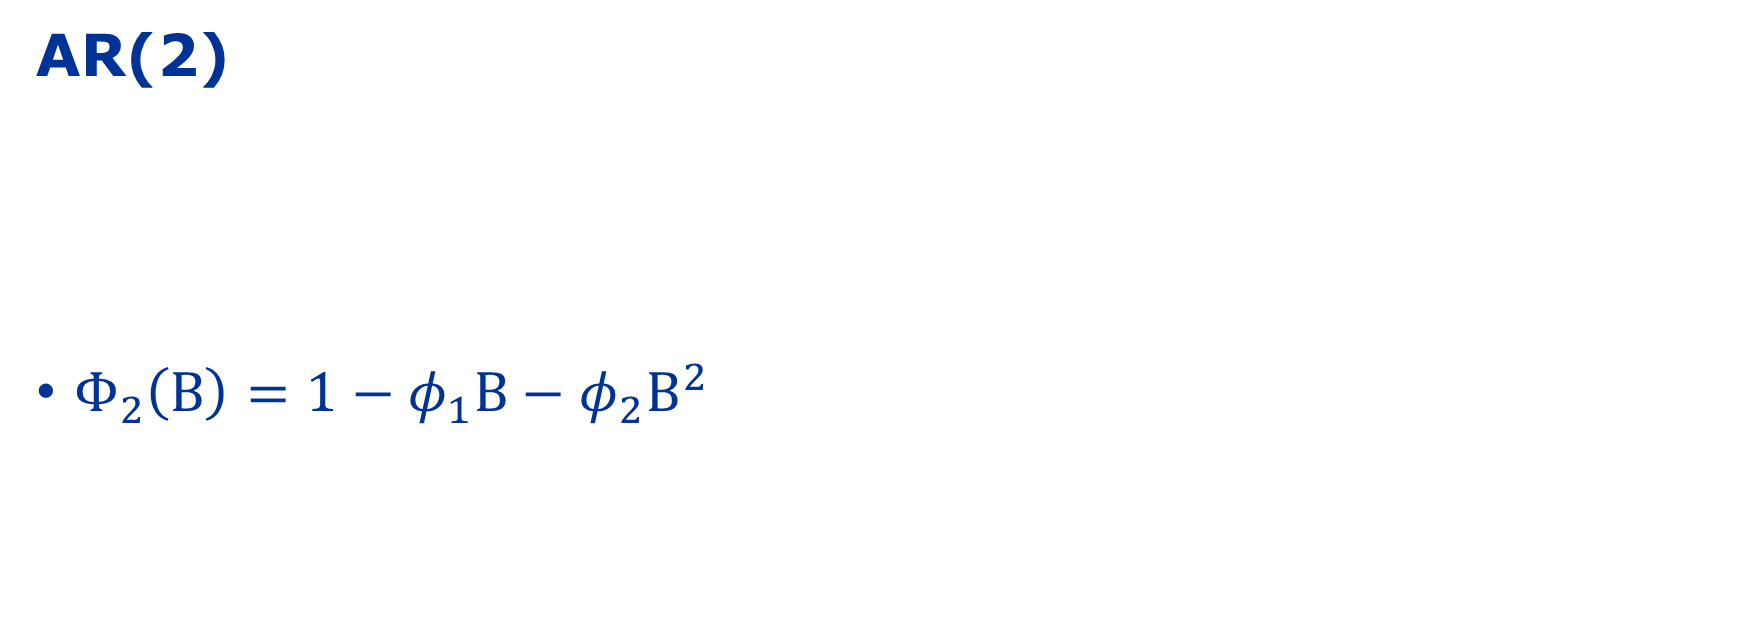 AR(2)
• Φ₂(B) = 1 − ϕ₁B − ϕ₂B²